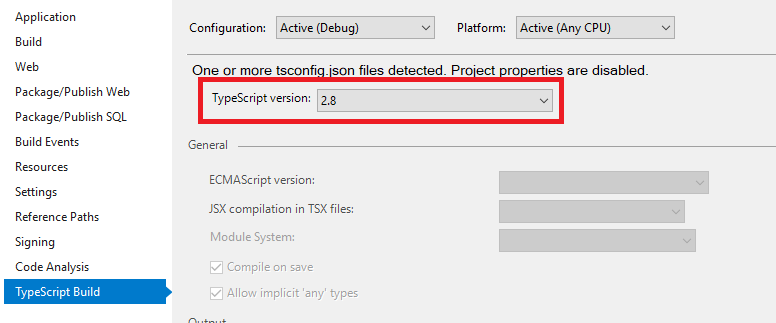 Application
Build
Web
Package/Publish Web
Package/Publish SQL
Build Events
Resources
Settings
Reference Paths
Signing
Code Analysis
TypeScript Build
Configuration: Active (Debug) Platform: Active (Any CPU)
One or more tsconfig.json files detected. Project properties are disabled.
TypeScript version: 2.8
General
ECMAScript version:
JSX compilation in TSX files:
Module System:
Compile on save
Allow implicit 'any' types
Output